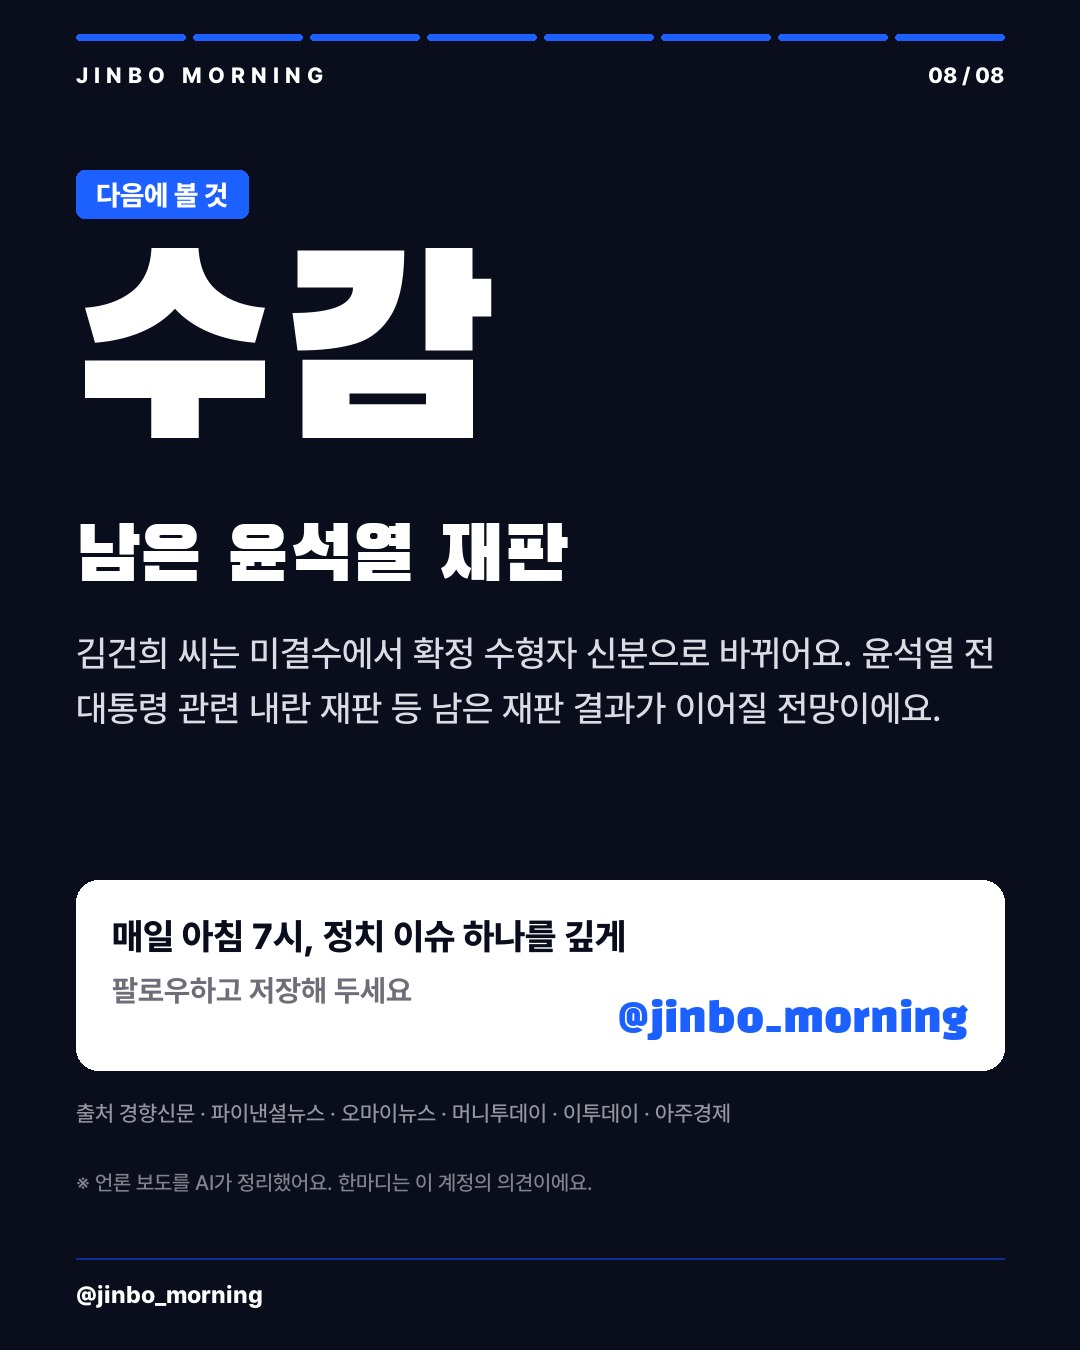 JINBO MORNING
08 / 08
다음에 볼 것
수감
남은 윤석열 재판
김건희 씨는 미결수에서 확정 수형자 신분으로 바뀌어요. 윤석열 전
대통령 관련 내란 재판 등 남은 재판 결과가 이어질 전망이에요.
매일 아침 7시, 정치 이슈 하나를 깊게
팔로우하고 저장해 두세요
@jinbo_morning
출처 경향신문 · 파이낸셜뉴스 · 오마이뉴스 · 머니투데이 · 이투데이 · 아주경제
※ 언론 보도를 AI가 정리했어요. 한마디는 이 계정의 의견이에요.
@jinbo_morning